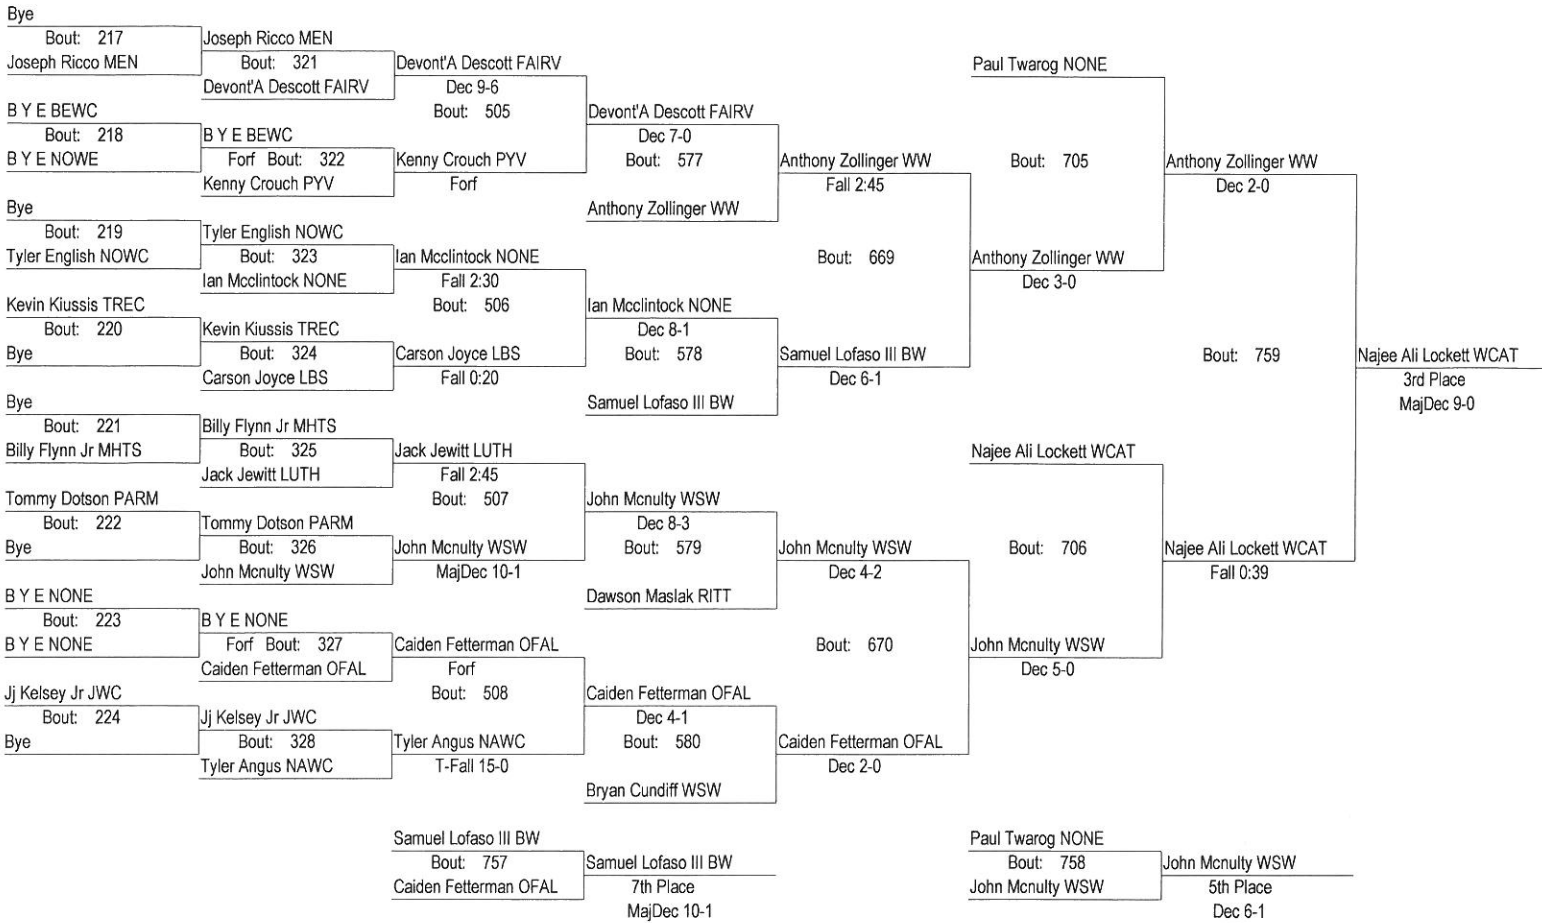 Bye
Bout: 217
Joseph Ricco MEN
B Y E BEWC
Bout: 218
B Y E NOWE
Bye
Bout: 219
Tyler English NOWC
Kevin Kiussis TREC
Bout: 220
Bye
Bye
Bout: 221
Billy Flynn Jr MHTS
Tommy Dotson PARM
Bout: 222
Bye
B Y E NONE
Bout: 223
B Y E NONE
Jj Kelsey Jr JWC
Bout: 224
Bye
Joseph Ricco MEN
Bout: 321
Devont'A Descott FAIRV
B Y E BEWC
Forf Bout: 322
Kenny Crouch PYV
Tyler English NOWC
Bout: 323
Ian Mcclintock NONE
Kevin Kiussis TREC
Bout: 324
Carson Joyce LBS
Billy Flynn Jr MHTS
Bout: 325
Jack Jewitt LUTH
Tommy Dotson PARM
Bout: 326
John Mcnulty WSW
B Y E NONE
Forf Bout: 327
Caiden Fetterman OFAL
Jj Kelsey Jr JWC
Bout: 328
Tyler Angus NAWC
Devont'A Descott FAIRV
Dec 9-6
Bout: 505
Kenny Crouch PYV
Forf
Ian Mcclintock NONE
Fall 2:30
Bout: 506
Carson Joyce LBS
Fall 0:20
Jack Jewitt LUTH
Fall 2:45
Bout: 507
John Mcnulty WSW
MajDec 10-1
Caiden Fetterman OFAL
Forf
Bout: 508
Tyler Angus NAWC
T-Fall 15-0
Devont'A Descott FAIRV
Dec 7-0
Bout: 577
Anthony Zollinger WW
Ian Mcclintock NONE
Dec 8-1
Bout: 578
Samuel Lofaso III BW
John Mcnulty WSW
Dec 8-3
Bout: 579
Dawson Maslak RITT
Caiden Fetterman OFAL
Dec 4-1
Bout: 580
Bryan Cundiff WSW
Anthony Zollinger WW
Fall 2:45
Bout: 669
Samuel Lofaso III BW
Dec 6-1
John Mcnulty WSW
Dec 4-2
Bout: 670
Caiden Fetterman OFAL
Dec 2-0
Paul Twarog NONE
Bout: 705
Anthony Zollinger WW
Dec 3-0
Najee Ali Lockett WCAT
Bout: 706
John Mcnulty WSW
Dec 5-0
Anthony Zollinger WW
Dec 2-0
Bout: 759
Najee Ali Lockett WCAT
Fall 0:39
Najee Ali Lockett WCAT
3rd Place
MajDec 9-0
Samuel Lofaso III BW
Bout: 757
Caiden Fetterman OFAL
Samuel Lofaso III BW
7th Place
MajDec 10-1
Paul Twarog NONE
Bout: 758
John Mcnulty WSW
John Mcnulty WSW
5th Place
Dec 6-1